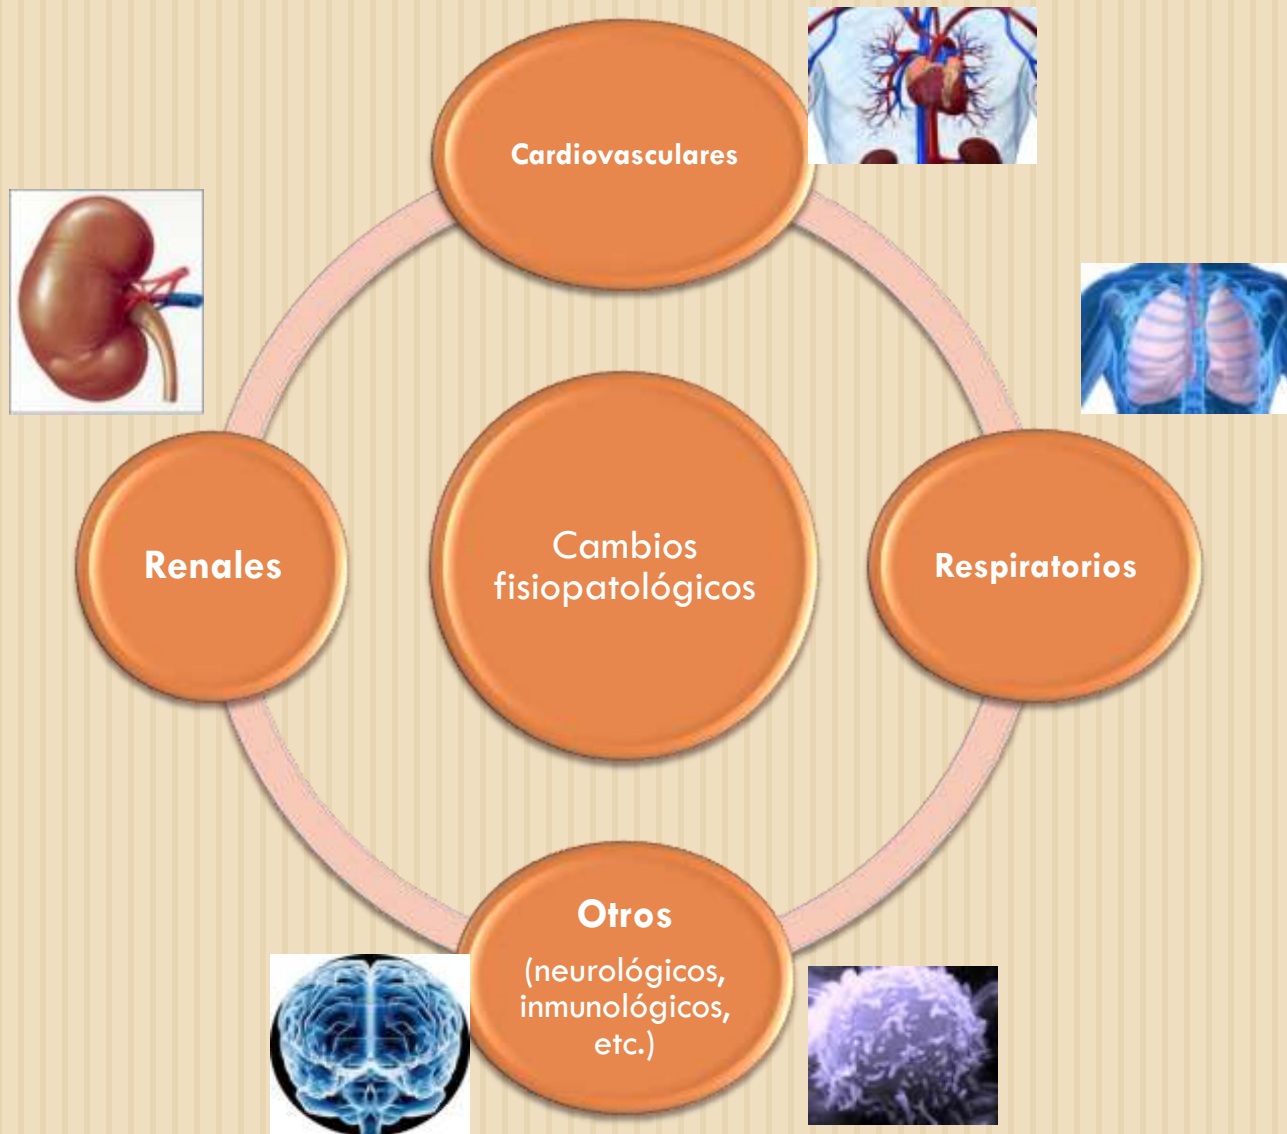 Cardiovasculares
Renales
Cambios
fisiopatológicos
Respiratorios
Otros
(neurológicos,
inmunológicos,
etc.)